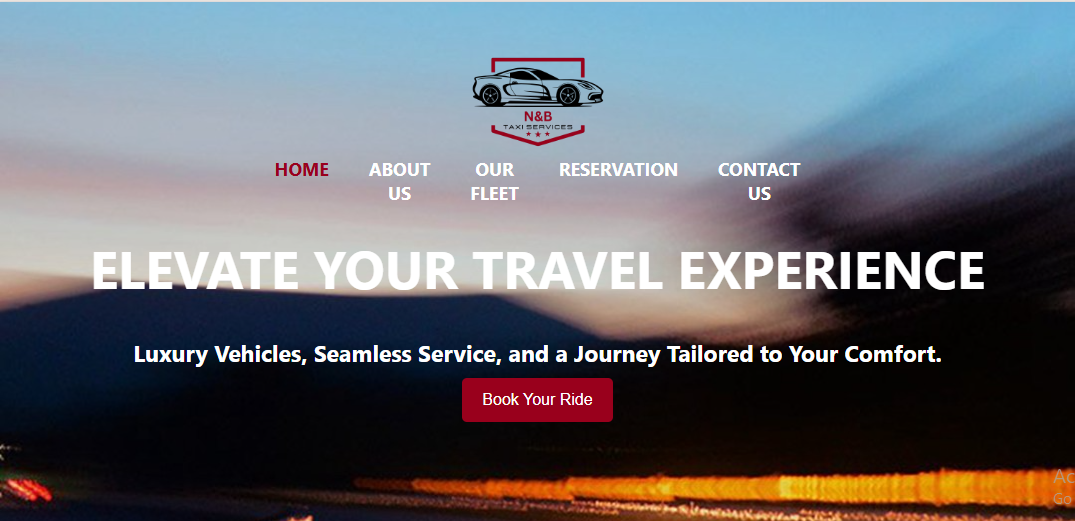 N&B
TAXI SERVICES
HOME
ABOUT US
OUR FLEET
RESERVATION
CONTACT US
ELEVATE YOUR TRAVEL EXPERIENCE
Luxury Vehicles, Seamless Service, and a Journey Tailored to Your Comfort.
Book Your Ride
Go